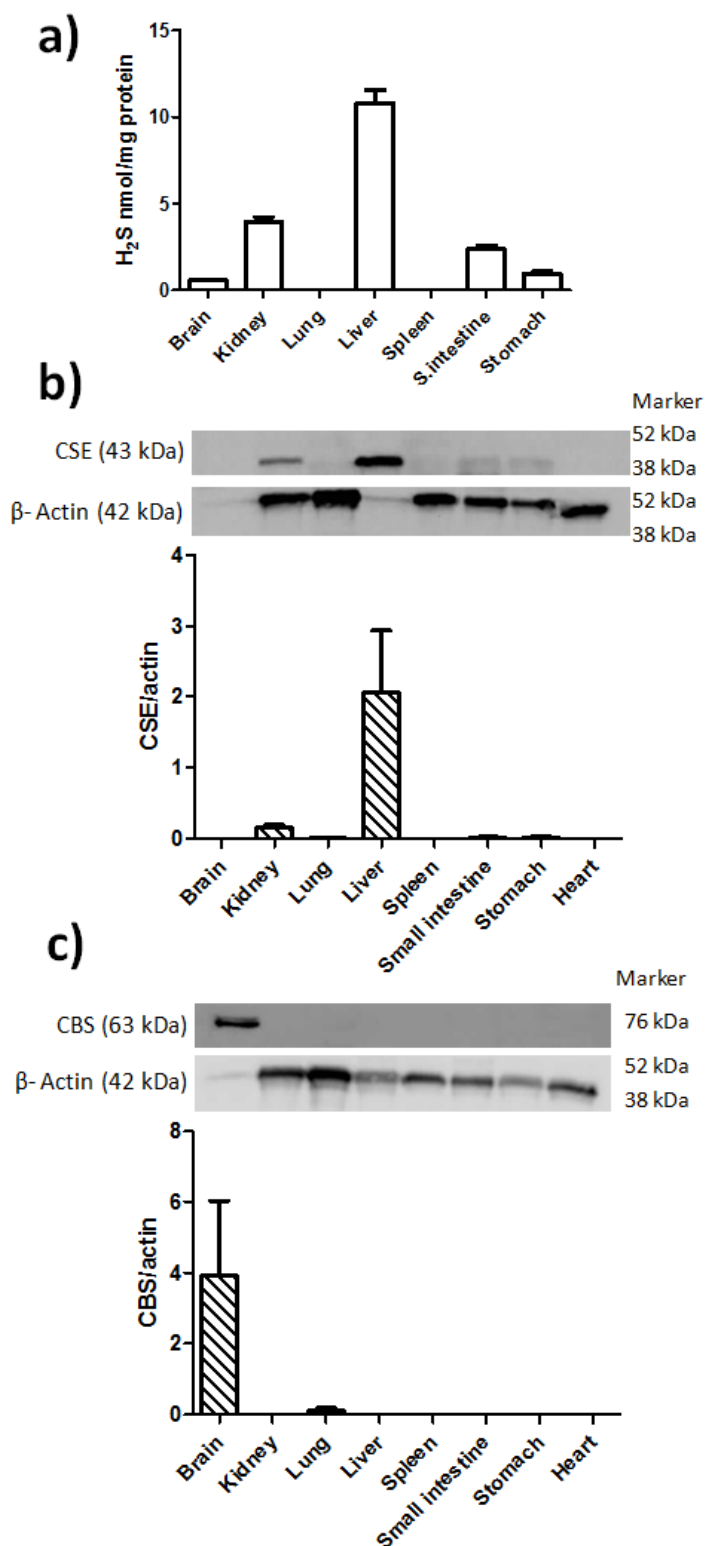 a)
H₂S nmol/mg protein
15
10
5
0
Brain
Kidney
Lung
Liver
Spleen
S.intestine
Stomach
b)
Marker
CSE (43 kDa)
52 kDa
38 kDa
β- Actin (42 kDa)
52 kDa
38 kDa
CSE/actin
4
3
2
1
0
Brain
Kidney
Lung
Liver
Spleen
Small intestine
Stomach
Heart
c)
Marker
CBS (63 kDa)
76 kDa
β- Actin (42 kDa)
52 kDa
38 kDa
CBS/actin
8
6
4
2
0
Brain
Kidney
Lung
Liver
Spleen
Small intestine
Stomach
Heart